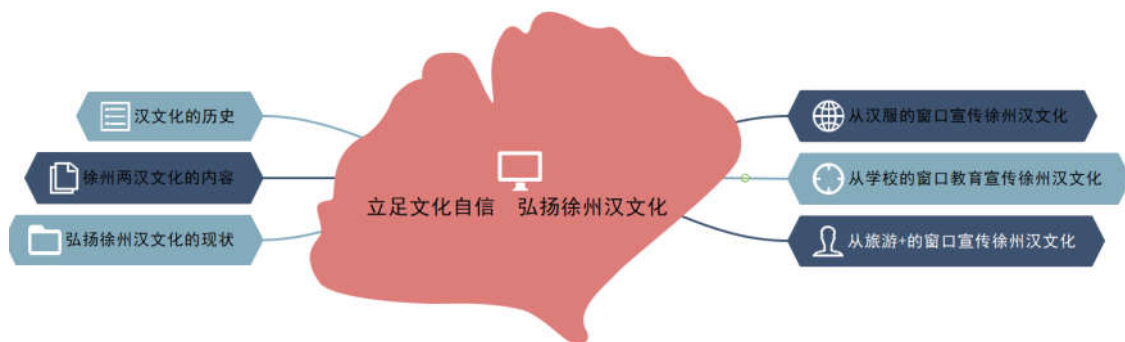 汉文化的历史
徐州两汉文化的内容
弘扬徐州汉文化的现状
立足文化自信 弘扬徐州汉文化
从汉服的窗口宣传徐州汉文化
从学校的窗口教育宣传徐州汉文化
从旅游+的窗口宣传徐州汉文化